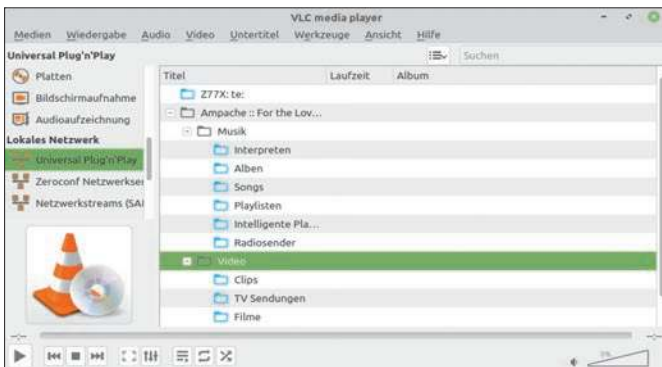 VLC media player
Medien Wiedergabe Audio Video Untertitel Werkzeuge Ansicht Hilfe
Universal Plug'n'Play
Suchen
Platten
Bildschirmaufnahme
Audioaufzeichnung
Lokales Netzwerk
Universal Plug'n'Play
Zeroconf Netzwerkser
Netzwerkstreams (SAI
Titel Laufzeit Album
Z77X: te:
Ampache :: For the Lov...
Musik
Interpreten
Alben
Songs
Playlisten
Intelligente Pla...
Radiosender
Video
Clips
TV Sendungen
Filme